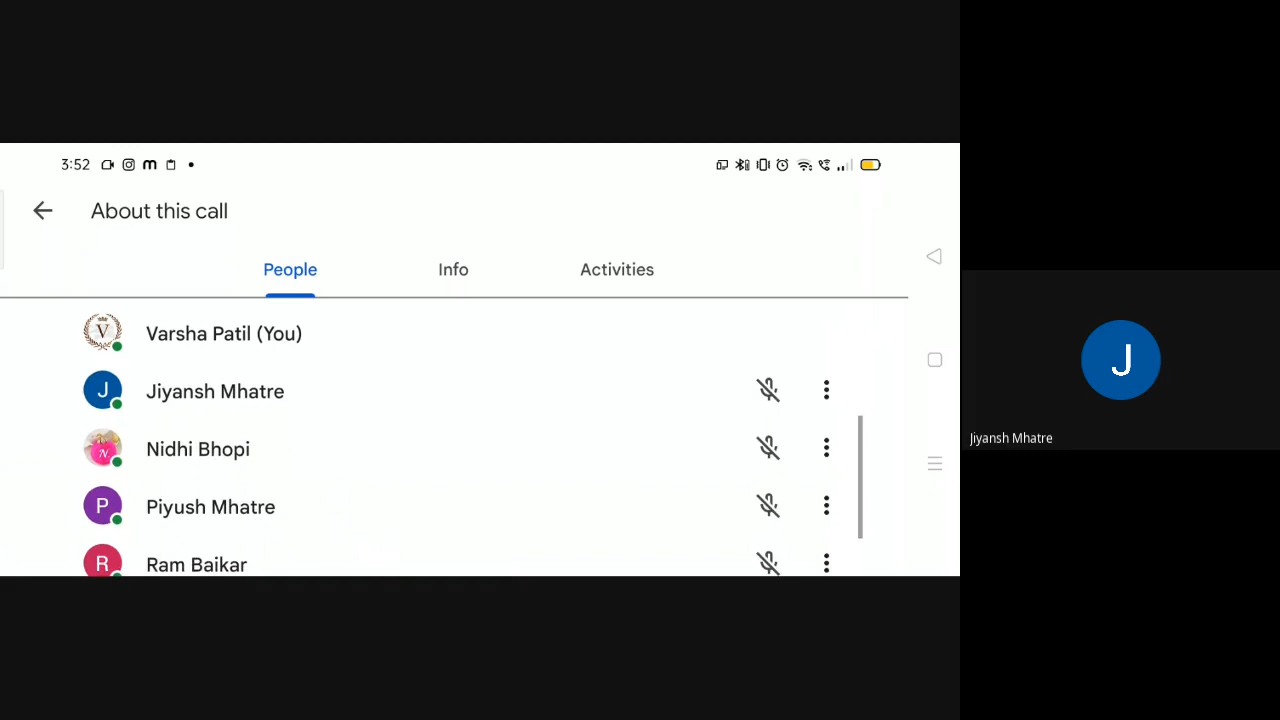 3:52
About this call
People Info Activities
V
Varsha Patil (You)
J Jiyansh Mhatre
N Nidhi Bhopi
P Piyush Mhatre
R Ram Baikar
J
Jiyansh Mhatre